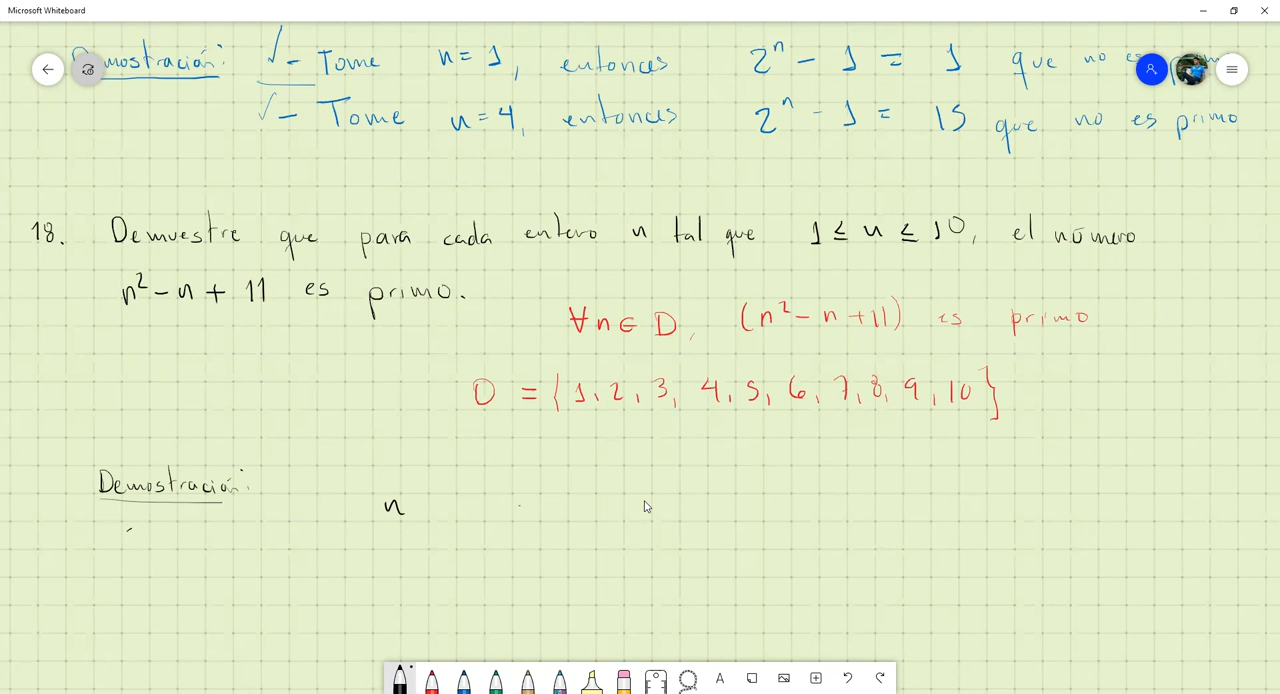 Microsoft Whiteboard
Demostración: √- Tome n=1, entonces 2ⁿ - 1 = 1 que no es
√- Tome n=4, entonces 2ⁿ - 1 = 15 que no es primo
18. Demuestre que para cada entero n tal que 1 ≤ n ≤ 10, el número
n² - n + 11 es primo.
∀n ∈ D, (n² - n + 11) es primo
D = {1, 2, 3, 4, 5, 6, 7, 8, 9, 10}
Demostración:
n